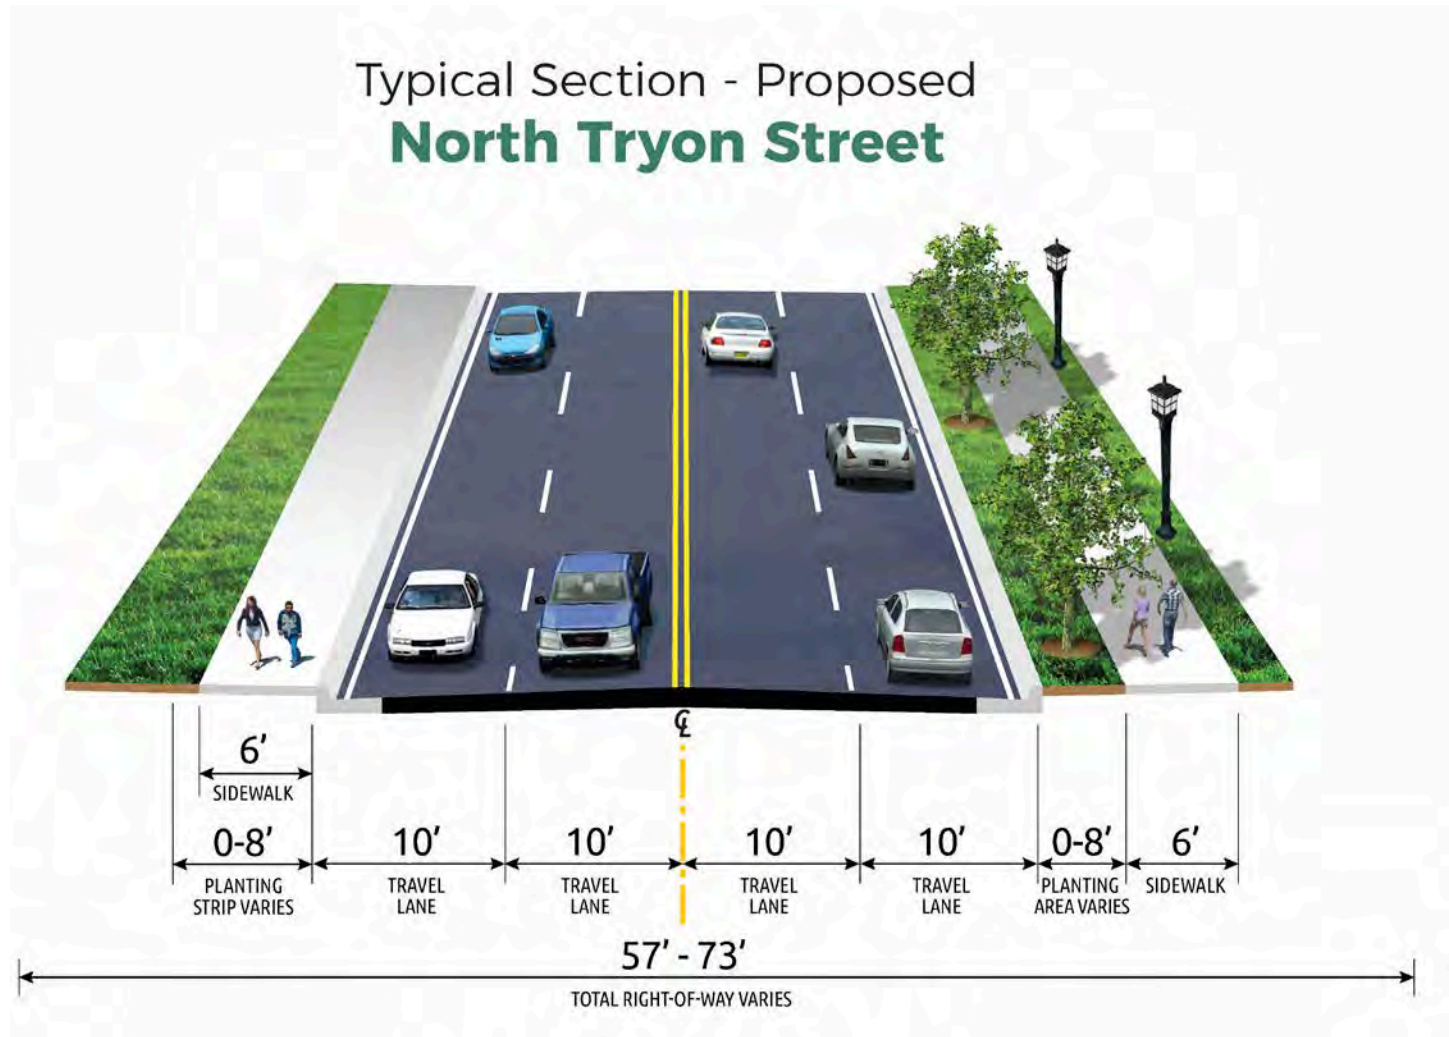 Typical Section - Proposed
North Tryon Street
℄
6’
SIDEWALK
0-8’
PLANTING
STRIP VARIES
10’
TRAVEL
LANE
10’
TRAVEL
LANE
10’
TRAVEL
LANE
10’
TRAVEL
LANE
0-8’
PLANTING
AREA VARIES
6’
SIDEWALK
57’ - 73’
TOTAL RIGHT-OF-WAY VARIES